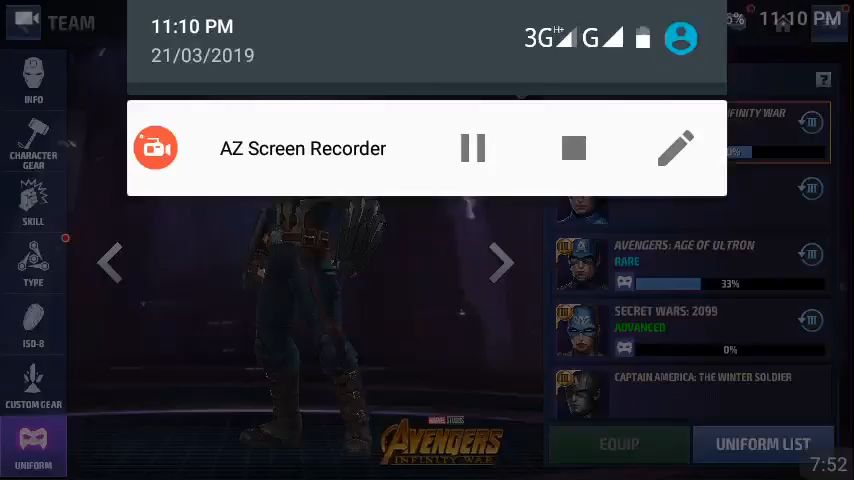 TEAM
11:10 PM
21/03/2019
3G H+ G
6% 11:10 PM
AZ Screen Recorder
INFO
CHARACTER
GEAR
SKILL
TYPE
ISO-8
CUSTOM GEAR
UNIFORM
?
INFINITY WAR
0%
AVENGERS: AGE OF ULTRON
RARE
33%
SECRET WARS: 2099
ADVANCED
0%
CAPTAIN AMERICA: THE WINTER SOLDIER
MARVEL STUDIOS
AVENGERS
INFINITY WAR
EQUIP
UNIFORM LIST
7:52